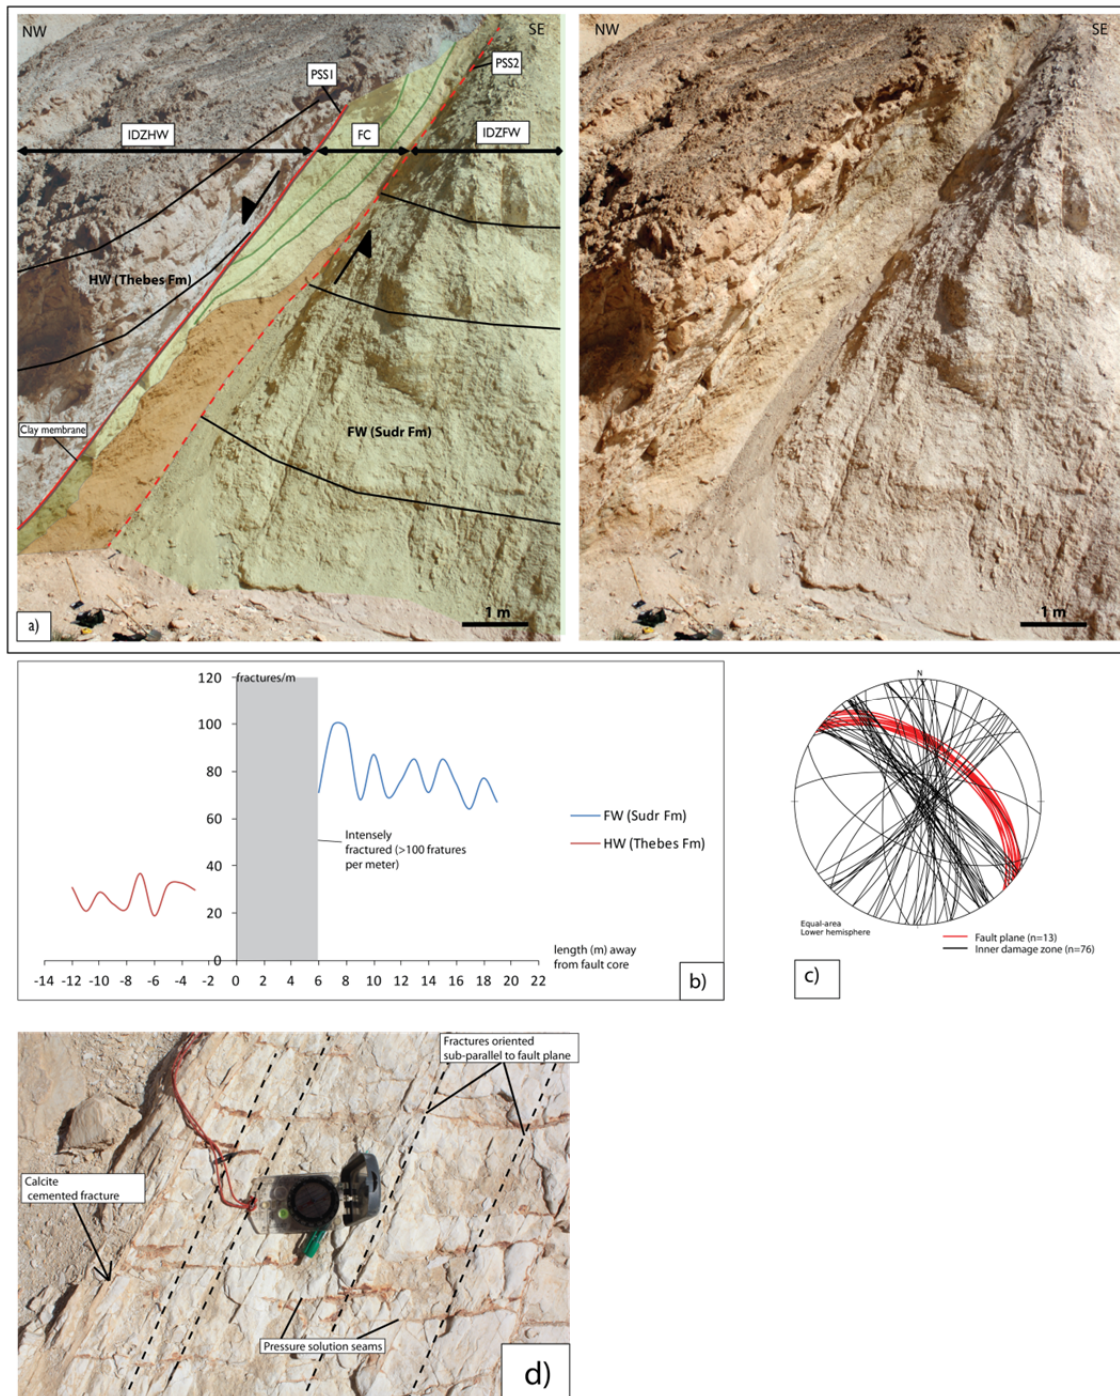 NW
SE
PSS1
PSS2
IDZHW
FC
IDZFW
HW (Thebes Fm)
Clay membrane
FW (Sudr Fm)
1 m
a)
NW
SE
1 m
fractures/m
120
100
80
60
40
20
0
Intensely
fractured (>100 fratures
per meter)
FW (Sudr Fm)
HW (Thebes Fm)
length (m) away
from fault core
-14 -12 -10 -8 -6 -4 -2 0 2 4 6 8 10 12 14 16 18 20 22
b)
N
Equal-area
Lower hemisphere
Fault plane (n=13)
Inner damage zone (n=76)
c)
Fractures oriented
sub-parallel to fault plane
Calcite
cemented fracture
Pressure solution seams
d)